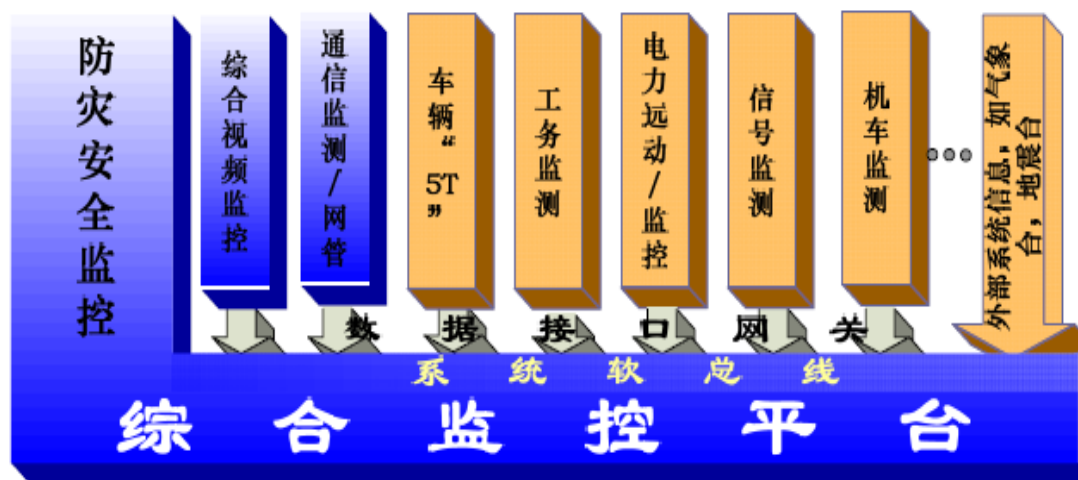 防灾安全监控
综合视频监控
通信监测/网管
车辆“5T”
工务监测
电力远动/监控
信号监测
机车监测
外部系统信息，如气象
台，地震台
数据接口网关
系统软总线
综合监控平台